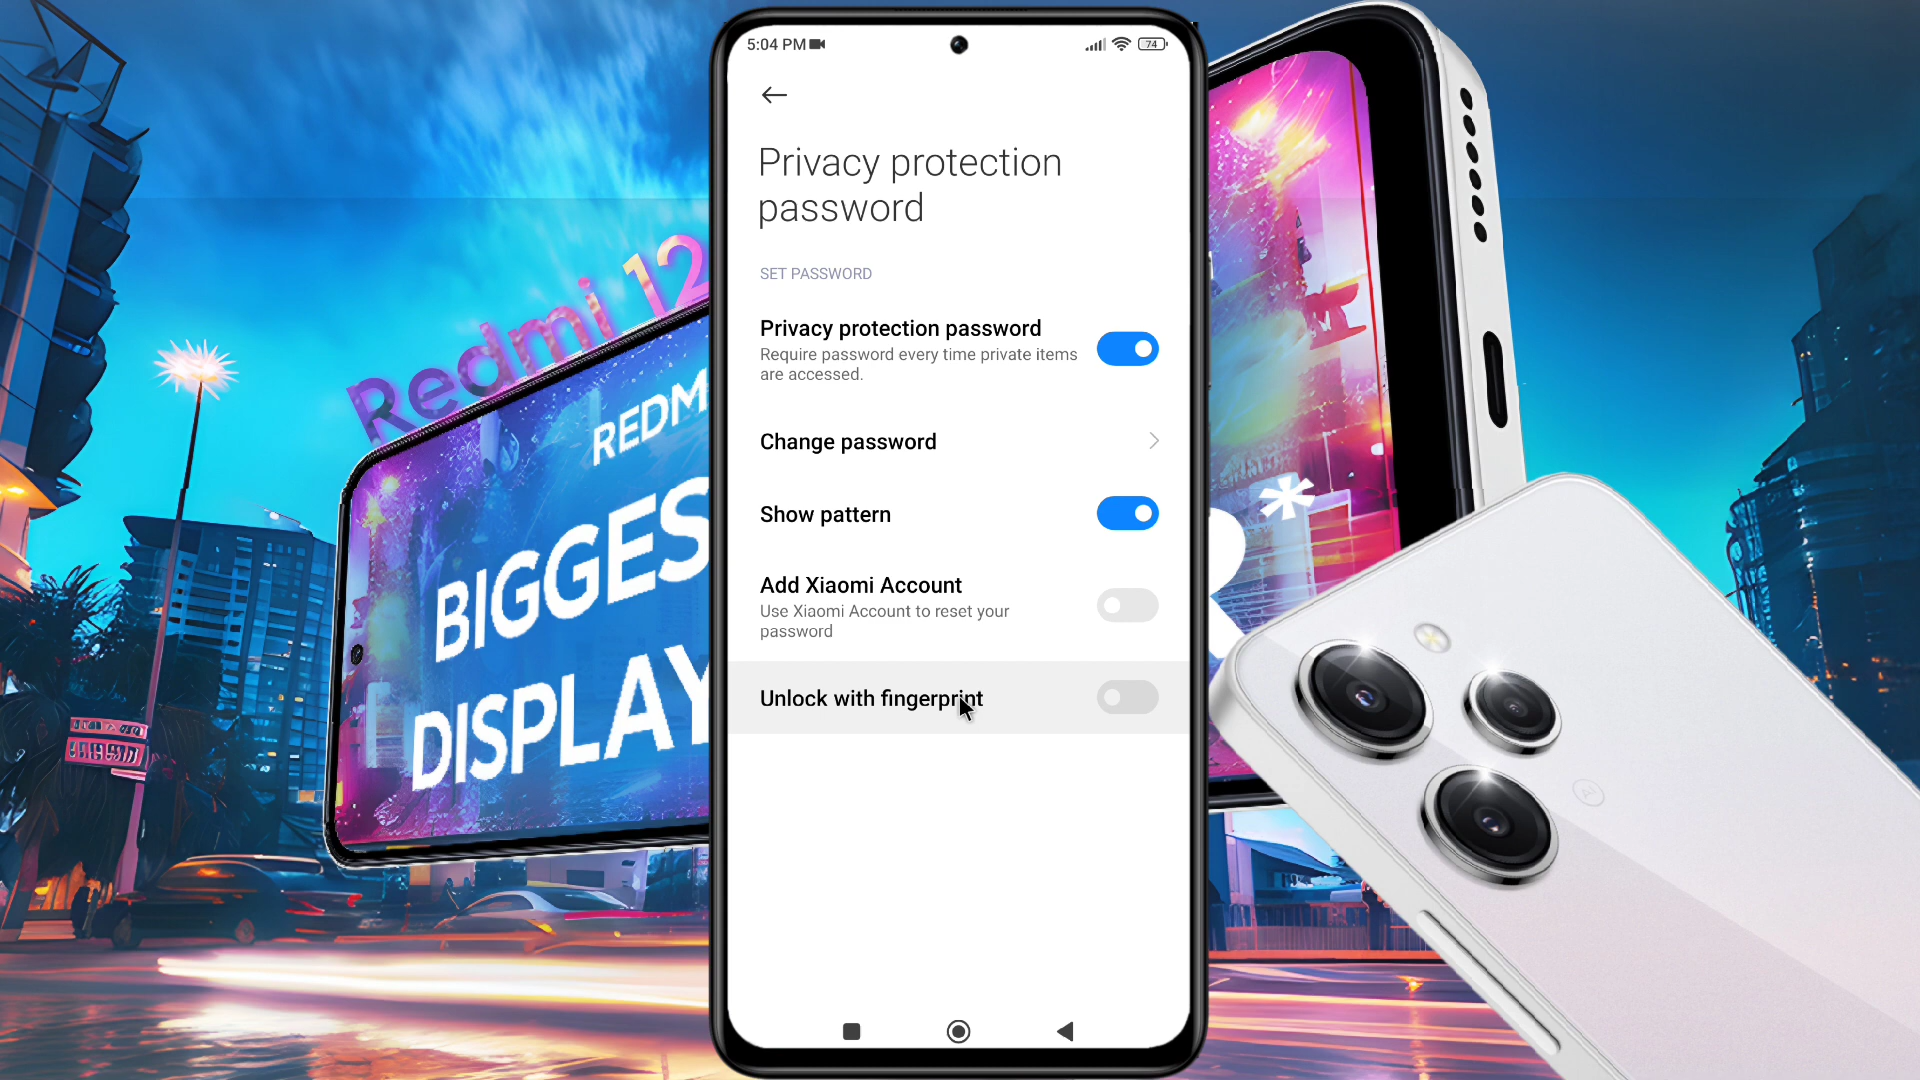 5:04 PM
74
Privacy protection
password
SET PASSWORD
Privacy protection password
Require password every time private items
are accessed.
Change password
Show pattern
Add Xiaomi Account
Use Xiaomi Account to reset your
password
Unlock with fingerprint
Redmi 12
REDM
BIGGES
DISPLAY
R*
AI